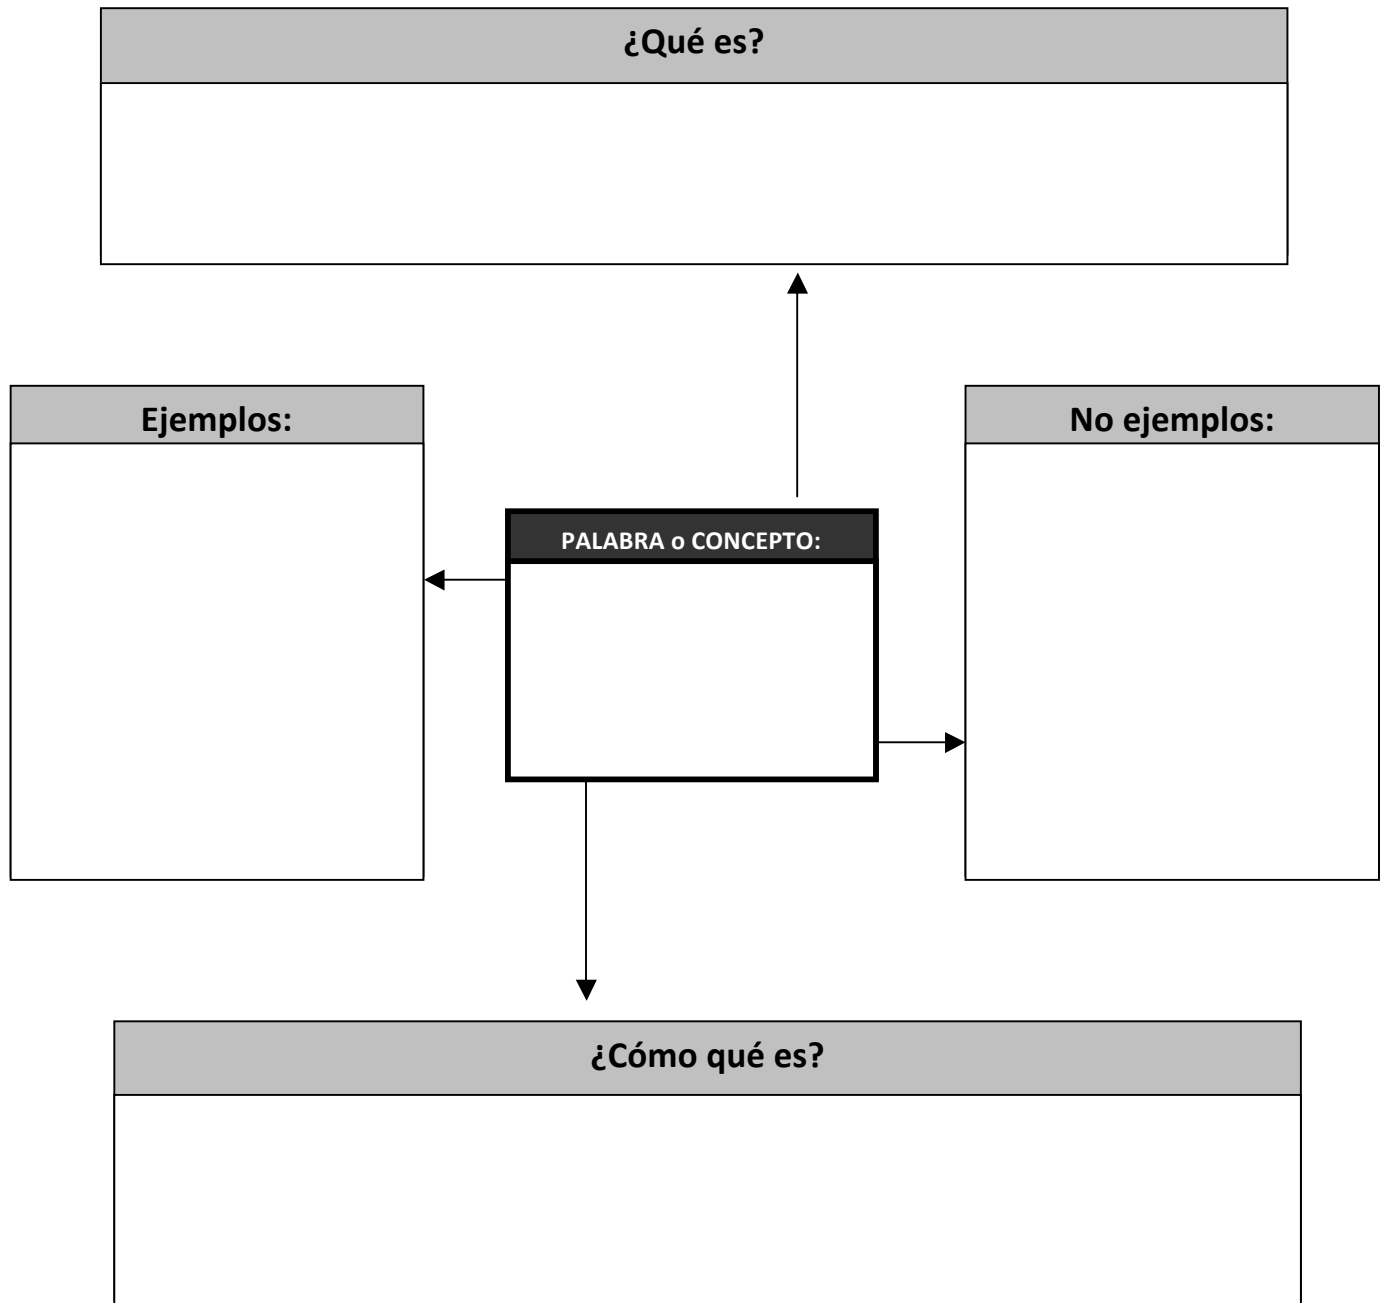 ¿Qué es?
Ejemplos:
No ejemplos:
PALABRA o CONCEPTO:
¿Cómo qué es?